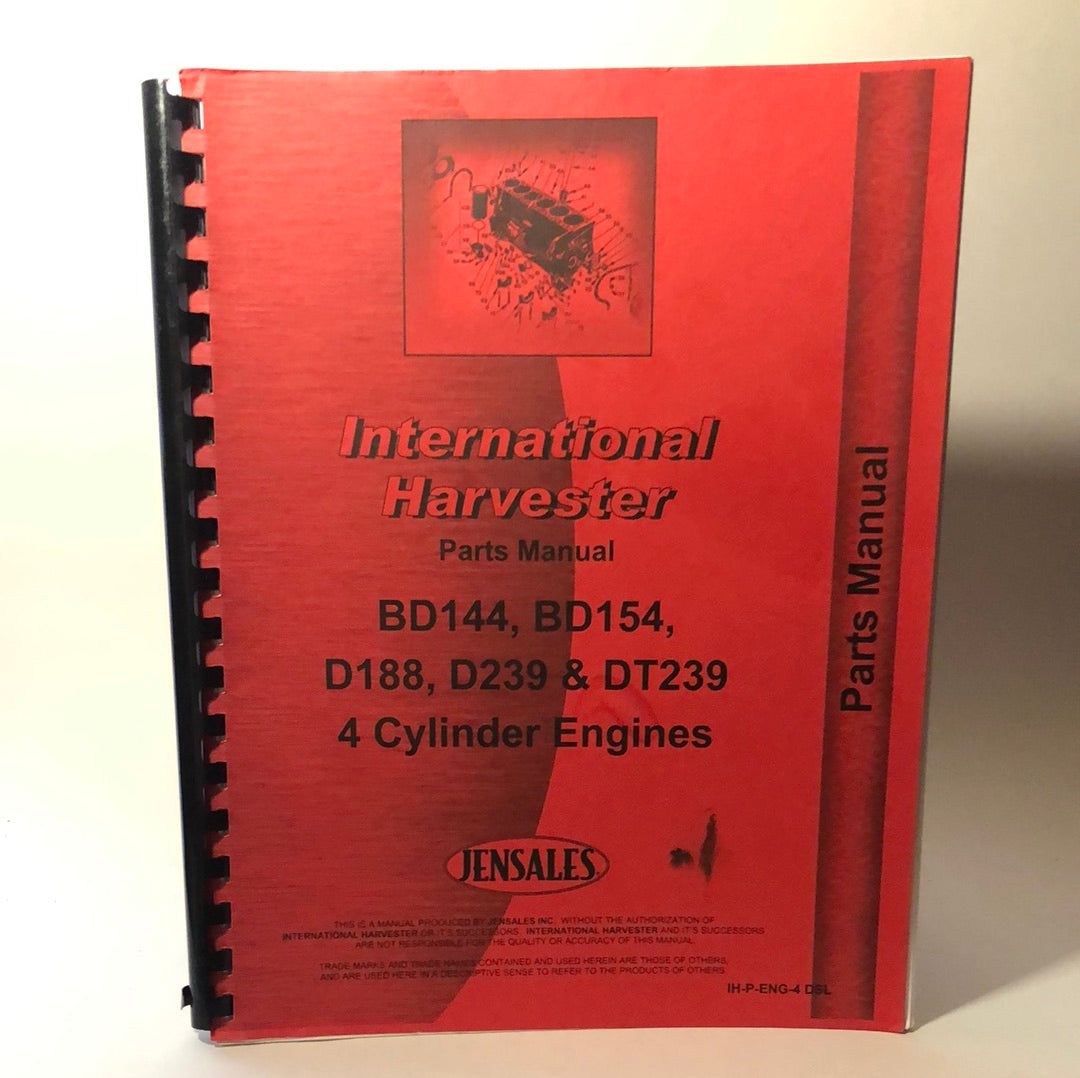 International
Harvester
Parts Manual
BD144, BD154,
D188, D239 & DT239
4 Cylinder Engines
Parts Manual
JENSALES
THIS IS A MANUAL PRODUCED BY JENSALES INC. WITHOUT THE AUTHORIZATION OF
INTERNATIONAL HARVESTER OR IT'S SUCCESSORS. INTERNATIONAL HARVESTER AND IT'S SUCCESSORS
ARE NOT RESPONSIBLE FOR THE QUALITY OR ACCURACY OF THIS MANUAL.
TRADE MARKS AND TRADE NAMES CONTAINED AND USED HEREIN ARE THOSE OF OTHERS,
AND ARE USED HERE IN A DESCRIPTIVE SENSE TO REFER TO THE PRODUCTS OF OTHERS.
IH-P-ENG-4 DSL